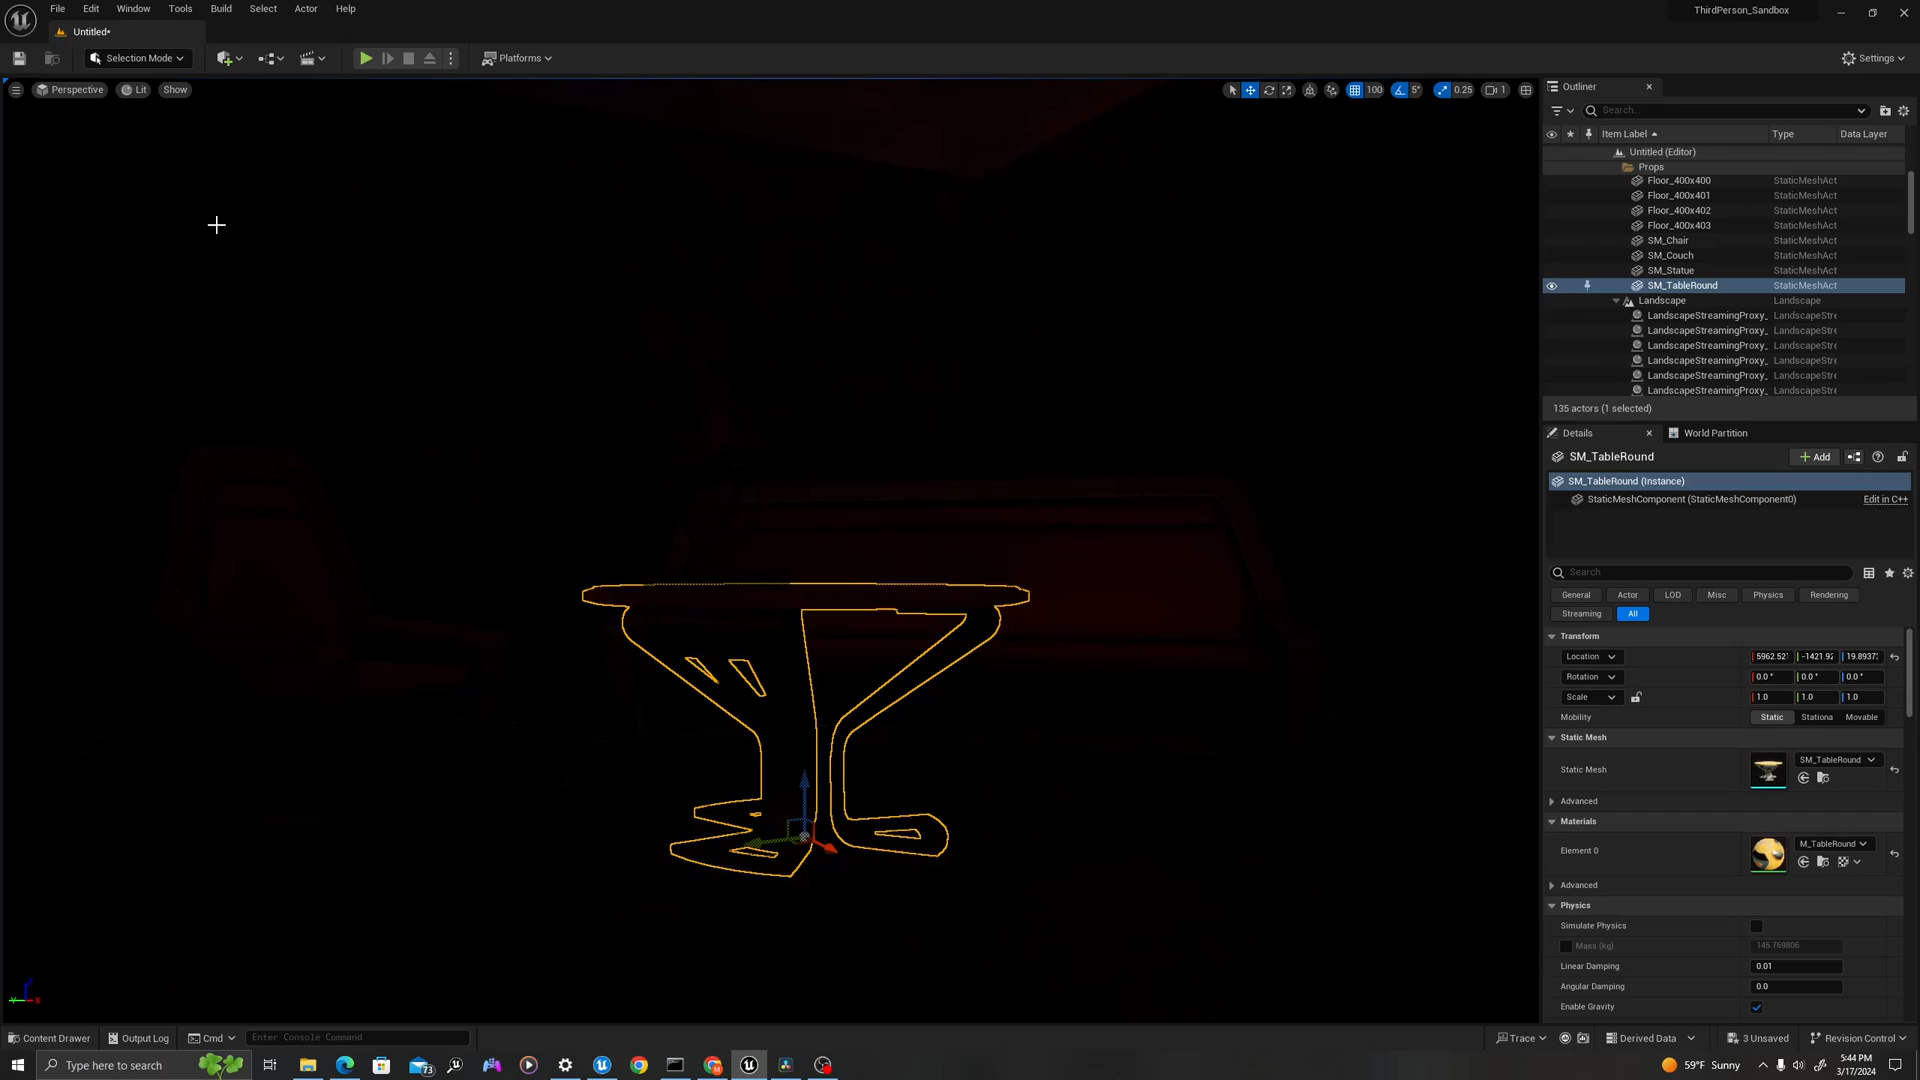 File Edit Window Tools Build Select Actor Help
ThirdPerson_Sandbox
Untitled*
Selection Mode
Platforms
Settings
Perspective Lit Show
100 5° 0.25 1
Outliner
Search...
Item Label Type Data Layer
Untitled (Editor)
Props
Floor_400x400 StaticMeshAct
Floor_400x401 StaticMeshAct
Floor_400x402 StaticMeshAct
Floor_400x403 StaticMeshAct
SM_Chair StaticMeshAct
SM_Couch StaticMeshAct
SM_Statue StaticMeshAct
SM_TableRound StaticMeshAct
Landscape Landscape
LandscapeStreamingProxy_ LandscapeStre
LandscapeStreamingProxy_ LandscapeStre
LandscapeStreamingProxy_ LandscapeStre
LandscapeStreamingProxy_ LandscapeStre
LandscapeStreamingProxy_ LandscapeStre
LandscapeStreamingProxy_ LandscapeStre
135 actors (1 selected)
Details World Partition
SM_TableRound Add
SM_TableRound (Instance)
StaticMeshComponent (StaticMeshComponent0) Edit in C++
Search
General Actor LOD Misc Physics Rendering
Streaming All
Transform
Location 5962.52 -1421.92 19.8937
Rotation 0.0 ° 0.0 ° 0.0 °
Scale 1.0 1.0 1.0
Mobility Static Stationa Movable
Static Mesh
Static Mesh SM_TableRound
Advanced
Materials
Element 0 M_TableRound
Advanced
Physics
Simulate Physics
Mass (kg) 145.769806
Linear Damping 0.01
Angular Damping 0.0
Enable Gravity
Content Drawer Output Log Cmd Enter Console Command
Trace Derived Data 3 Unsaved Revision Control
Type here to search 73 59°F Sunny 5:44 PM
3/17/2024
Y X